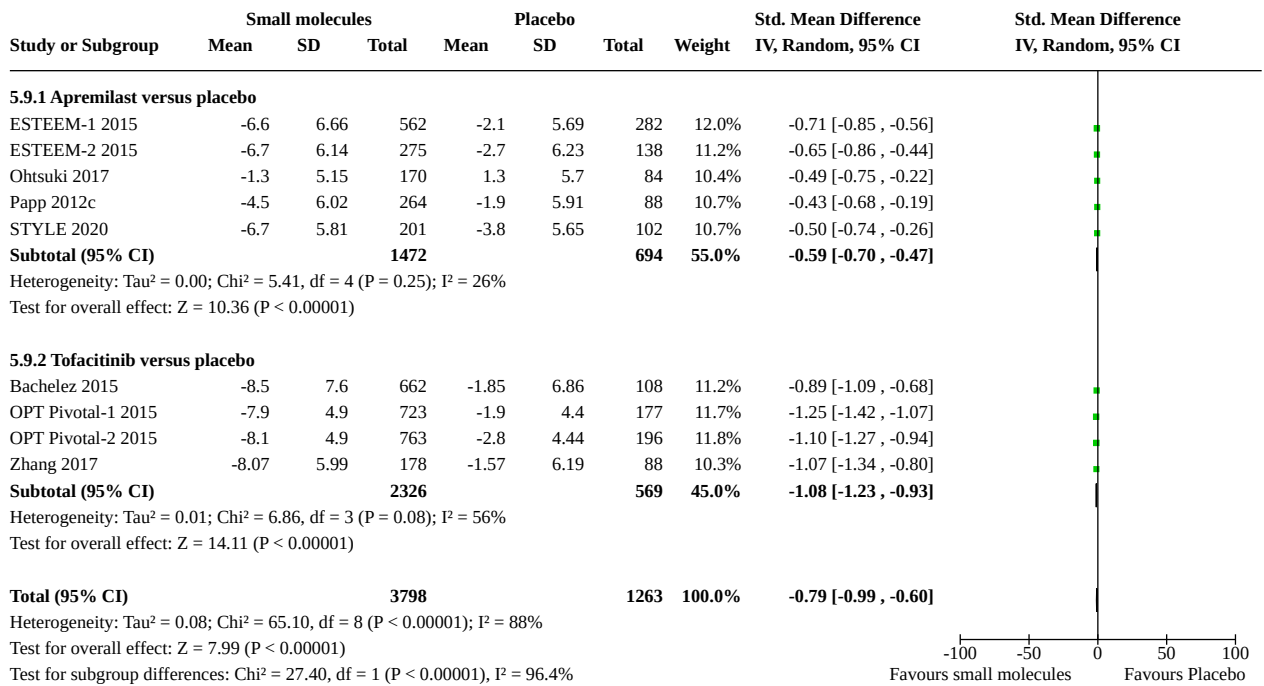 Small molecules Placebo Std. Mean Difference Std. Mean Difference
Study or Subgroup Mean SD Total Mean SD Total Weight IV, Random, 95% CI IV, Random, 95% CI
5.9.1 Apremilast versus placebo
ESTEEM-1 2015 -6.6 6.66 562 -2.1 5.69 282 12.0% -0.71 [-0.85 , -0.56]
ESTEEM-2 2015 -6.7 6.14 275 -2.7 6.23 138 11.2% -0.65 [-0.86 , -0.44]
Ohtsuki 2017 -1.3 5.15 170 1.3 5.7 84 10.4% -0.49 [-0.75 , -0.22]
Papp 2012c -4.5 6.02 264 -1.9 5.91 88 10.7% -0.43 [-0.68 , -0.19]
STYLE 2020 -6.7 5.81 201 -3.8 5.65 102 10.7% -0.50 [-0.74 , -0.26]
Subtotal (95% CI) 1472 694 55.0% -0.59 [-0.70 , -0.47]
Heterogeneity: Tau² = 0.00; Chi² = 5.41, df = 4 (P = 0.25); I² = 26%
Test for overall effect: Z = 10.36 (P < 0.00001)
5.9.2 Tofacitinib versus placebo
Bachelez 2015 -8.5 7.6 662 -1.85 6.86 108 11.2% -0.89 [-1.09 , -0.68]
OPT Pivotal-1 2015 -7.9 4.9 723 -1.9 4.4 177 11.7% -1.25 [-1.42 , -1.07]
OPT Pivotal-2 2015 -8.1 4.9 763 -2.8 4.44 196 11.8% -1.10 [-1.27 , -0.94]
Zhang 2017 -8.07 5.99 178 -1.57 6.19 88 10.3% -1.07 [-1.34 , -0.80]
Subtotal (95% CI) 2326 569 45.0% -1.08 [-1.23 , -0.93]
Heterogeneity: Tau² = 0.01; Chi² = 6.86, df = 3 (P = 0.08); I² = 56%
Test for overall effect: Z = 14.11 (P < 0.00001)
Total (95% CI) 3798 1263 100.0% -0.79 [-0.99 , -0.60]
Heterogeneity: Tau² = 0.08; Chi² = 65.10, df = 8 (P < 0.00001); I² = 88%
Test for overall effect: Z = 7.99 (P < 0.00001) -100 -50 0 50 100
Test for subgroup differences: Chi² = 27.40, df = 1 (P < 0.00001), I² = 96.4% Favours small molecules Favours Placebo